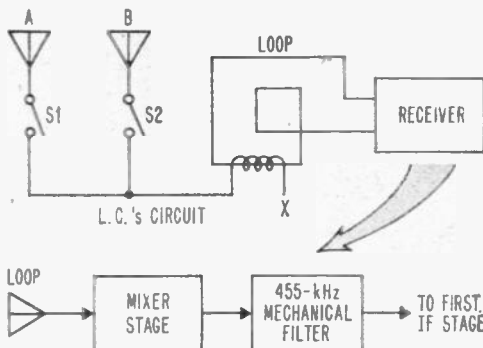 A
B
LOOP
S1
S2
RECEIVER
X
L.C.'s CIRCUIT
LOOP
MIXER
STAGE
455-kHz
MECHANICAL
FILTER
TO FIRST
IF STAGE